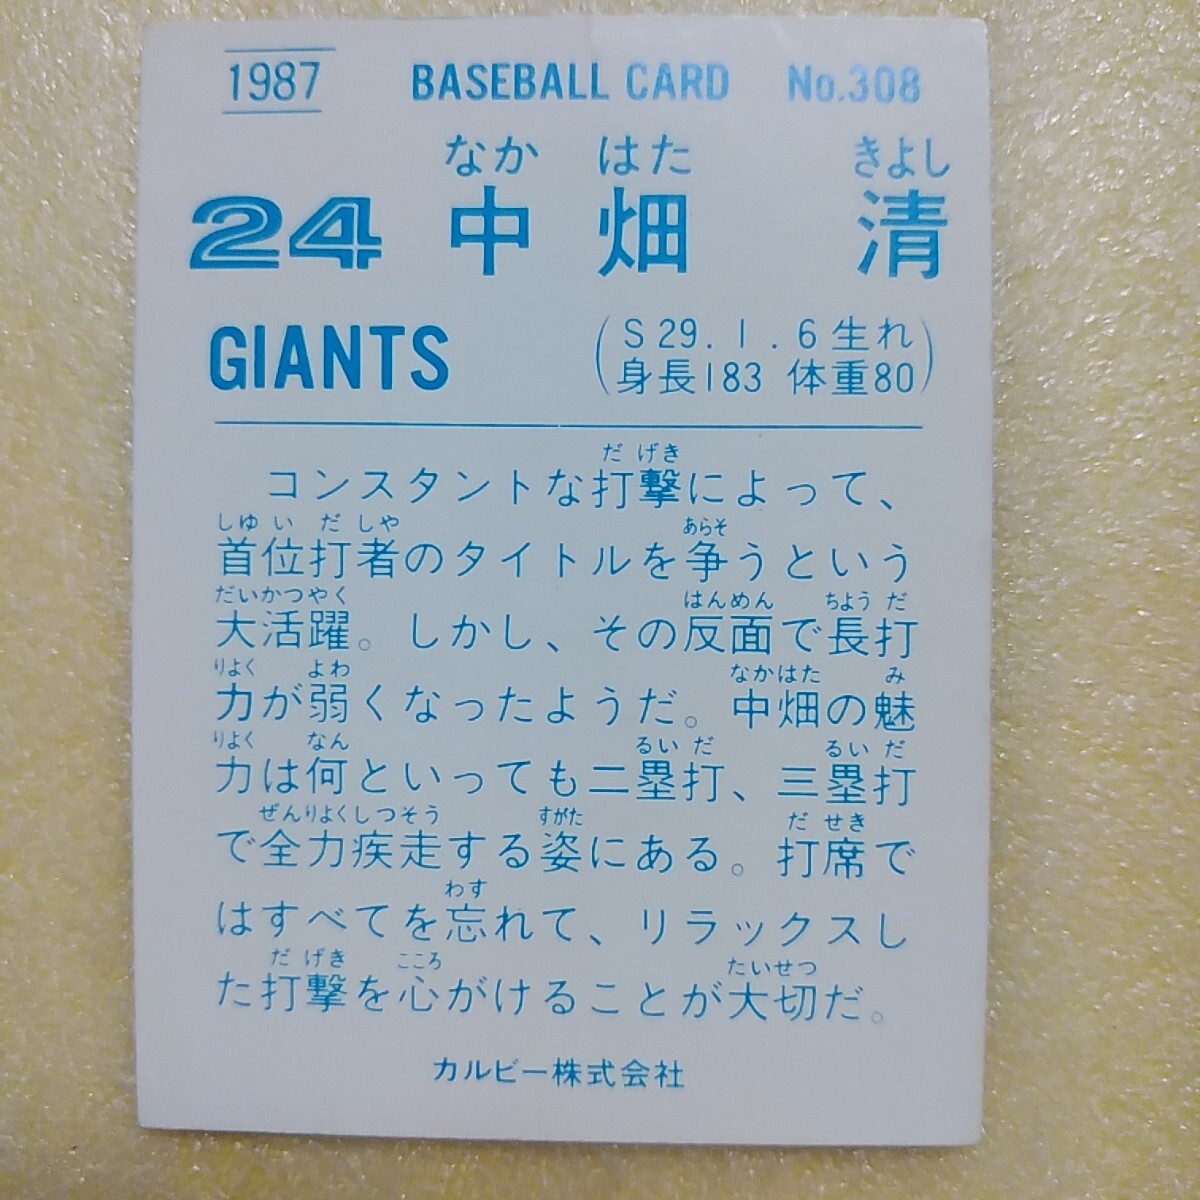 1987 BASEBALL CARD No.308
なか はた きよし
24 中畑 清
GIANTS
(S29.1.6生れ
身長183 体重80)
だ げき
コンスタントな打撃によって、
しゆ い だ しや あらそ
首位打者のタイトルを争うという
だいかつやく はんめん ちよう だ
大活躍。しかし、その反面で長打
りよく よわ なかはた み
力が弱くなったようだ。中畑の魅
りよく なん るい だ るい だ
力は何といっても二塁打、三塁打
ぜんりよくしつそう すがた だ せき
で全力疾走する姿にある。打席で
わす
はすべてを忘れて、リラックスし
だ げき こころ たいせつ
た打撃を心がけることが大切だ。
カルビー株式会社